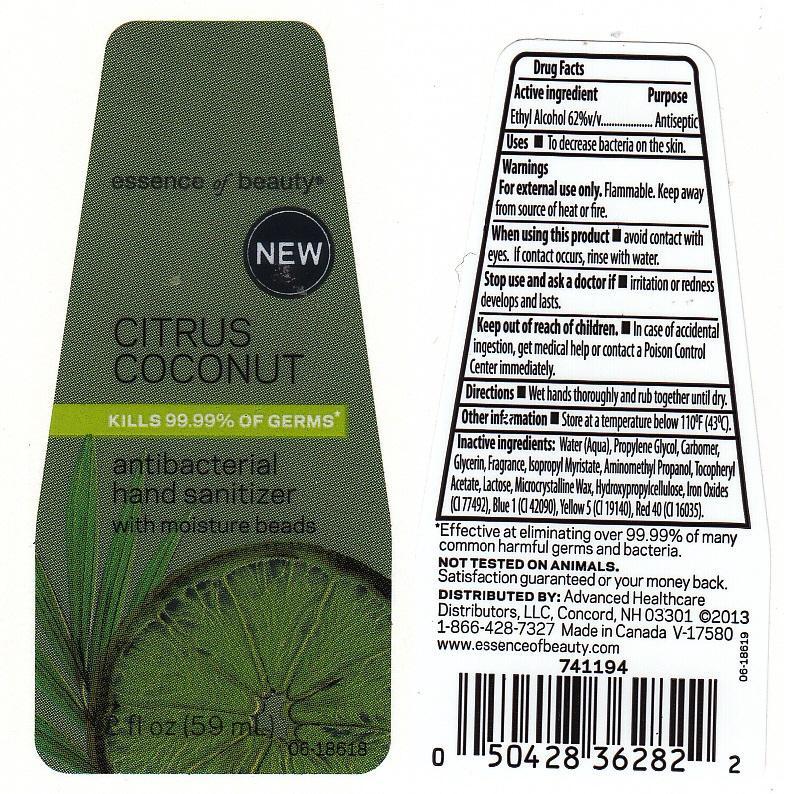 essence of beauty®
NEW
CITRUS
COCONUT
KILLS 99.99% OF GERMS*
antibacterial
hand sanitizer
with moisture beads
2 fl oz (59 mL)
06-18618
Drug Facts
Active ingredient Purpose
Ethyl Alcohol 62%v/v................... Antiseptic
Uses ■ To decrease bacteria on the skin.
Warnings
For external use only. Flammable. Keep away
from source of heat or fire.
When using this product ■ avoid contact with
eyes. If contact occurs, rinse with water.
Stop use and ask a doctor if ■ irritation or redness
develops and lasts.
Keep out of reach of children. ■ In case of accidental
ingestion, get medical help or contact a Poison Control
Center immediately.
Directions ■ Wet hands thoroughly and rub together until dry.
Other information ■ Store at a temperature below 110ºF (43ºC).
Inactive ingredients: Water (Aqua), Propylene Glycol, Carbomer,
Glycerin, Fragrance, Isopropyl Myristate, Aminomethyl Propanol, Tocopheryl
Acetate, Lactose, Microcrystalline Wax, Hydroxypropylcellulose, Iron Oxides
(CI 77492), Blue 1 (CI 42090), Yellow 5 (CI 19140), Red 40 (CI 16035).
*Effective at eliminating over 99.99% of many
common harmful germs and bacteria.
NOT TESTED ON ANIMALS.
Satisfaction guaranteed or your money back.
DISTRIBUTED BY: Advanced Healthcare
Distributors, LLC, Concord, NH 03301 ©2013
1-866-428-7327 Made in Canada V-17580
www.essenceofbeauty.com
06-18619
741194
0 50428 36282 2